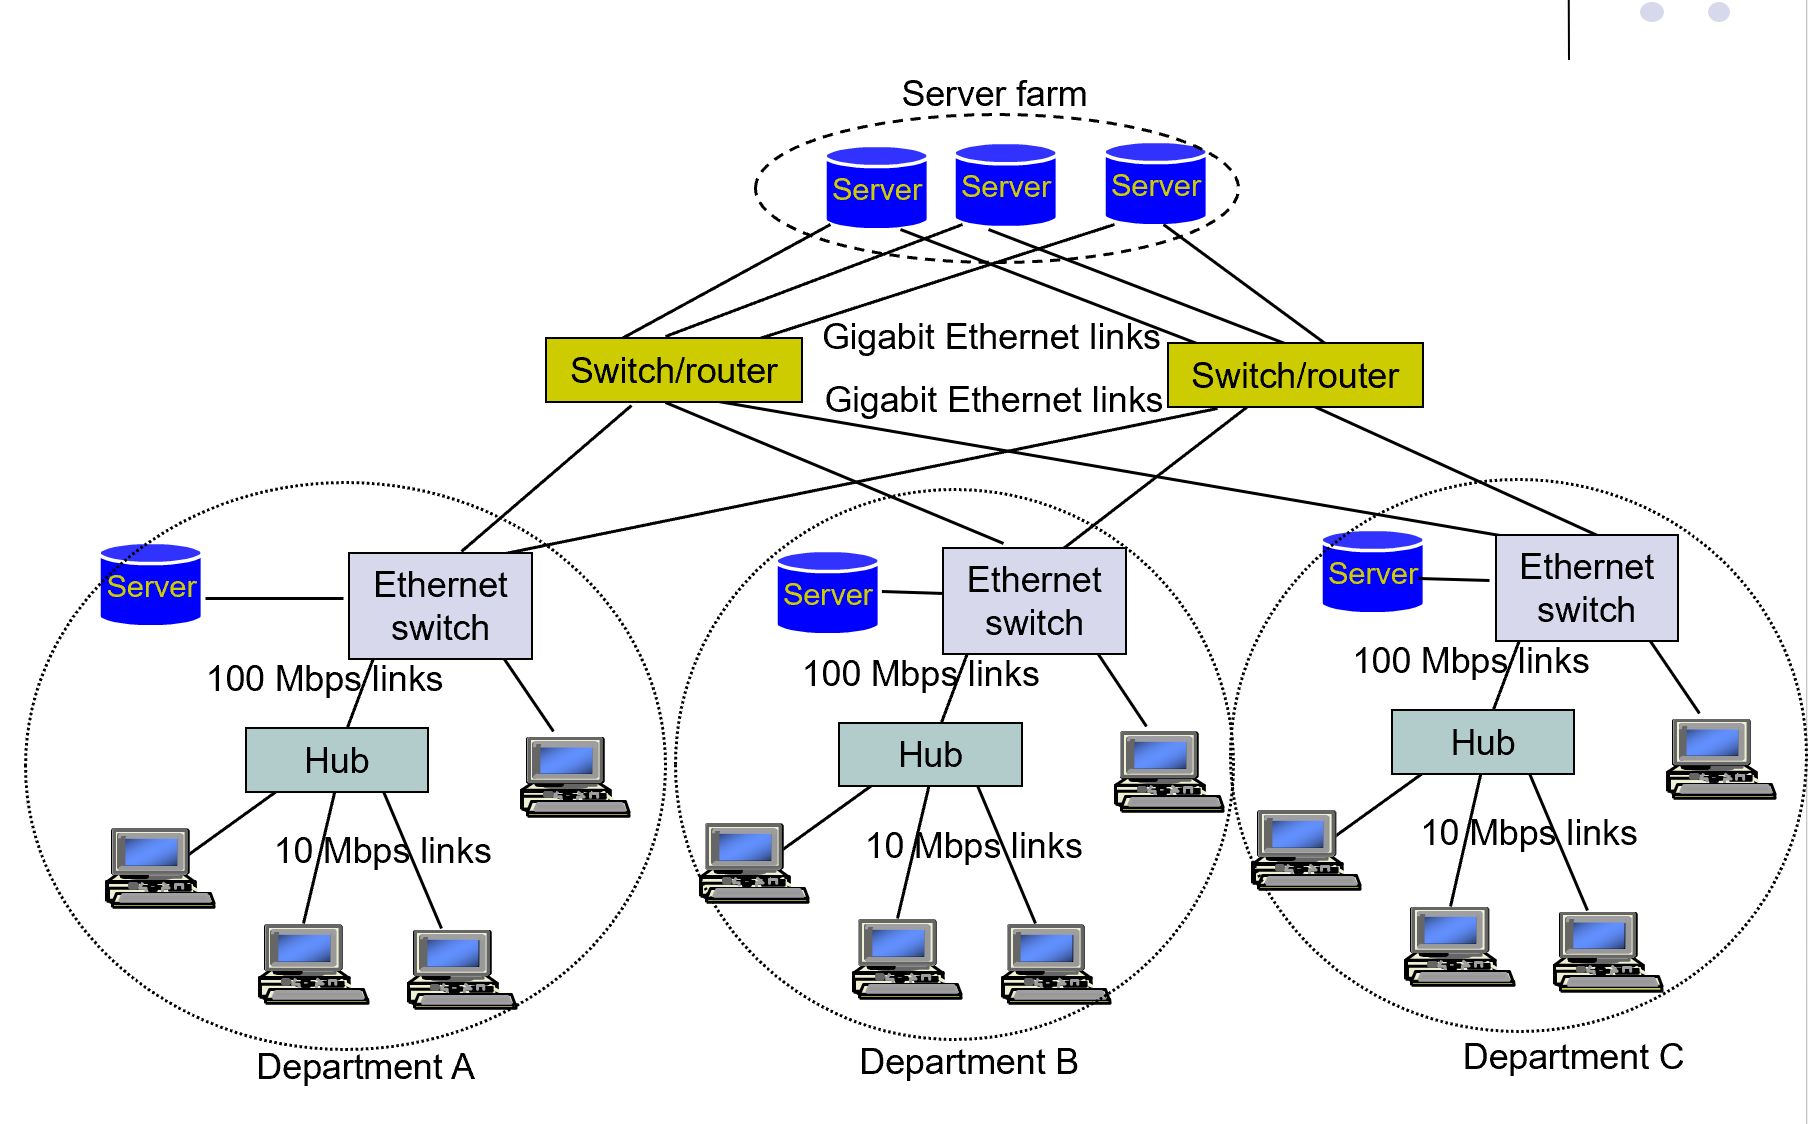 Server farm
Server
Server
Server
Gigabit Ethernet links
Switch/router
Switch/router
Gigabit Ethernet links
Server
Ethernet
switch
Server
Ethernet
switch
Server
Ethernet
switch
100 Mbps links
100 Mbps links
100 Mbps links
Hub
Hub
Hub
10 Mbps links
10 Mbps links
10 Mbps links
Department A
Department B
Department C